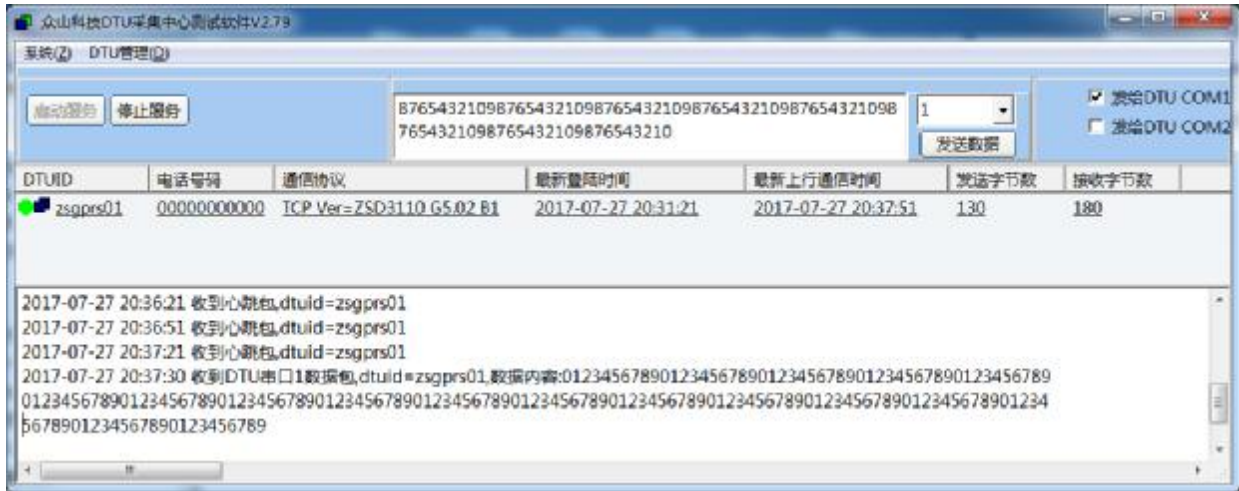 众山科技DTU采集中心测试软件V2.79
系统(Z) DTU管理(D)
启动服务 停止服务
876543210987654321098765432109876543210987654321098
7654321098765432109876543210
1
发送数据
发给DTU COM1
发给DTU COM2
DTUID 电话号码 通信协议 最新登陆时间 最新上行通信时间 发送字节数 接收字节数
zsgprs01 00000000000 TCP Ver=ZSD3110 G5.02 B1 2017-07-27 20:31:21 2017-07-27 20:37:51 130 180
2017-07-27 20:36:21 收到心跳包,dtuid=zsgprs01
2017-07-27 20:36:51 收到心跳包,dtuid=zsgprs01
2017-07-27 20:37:21 收到心跳包,dtuid=zsgprs01
2017-07-27 20:37:30 收到DTU串口1数据包,dtuid=zsgprs01,数据内容:01234567890123456789012345678901234567890123456789
012345678901234567890123456789012345678901234567890123456789012345678901234567890123456789012345678901234
5678901234567890123456789